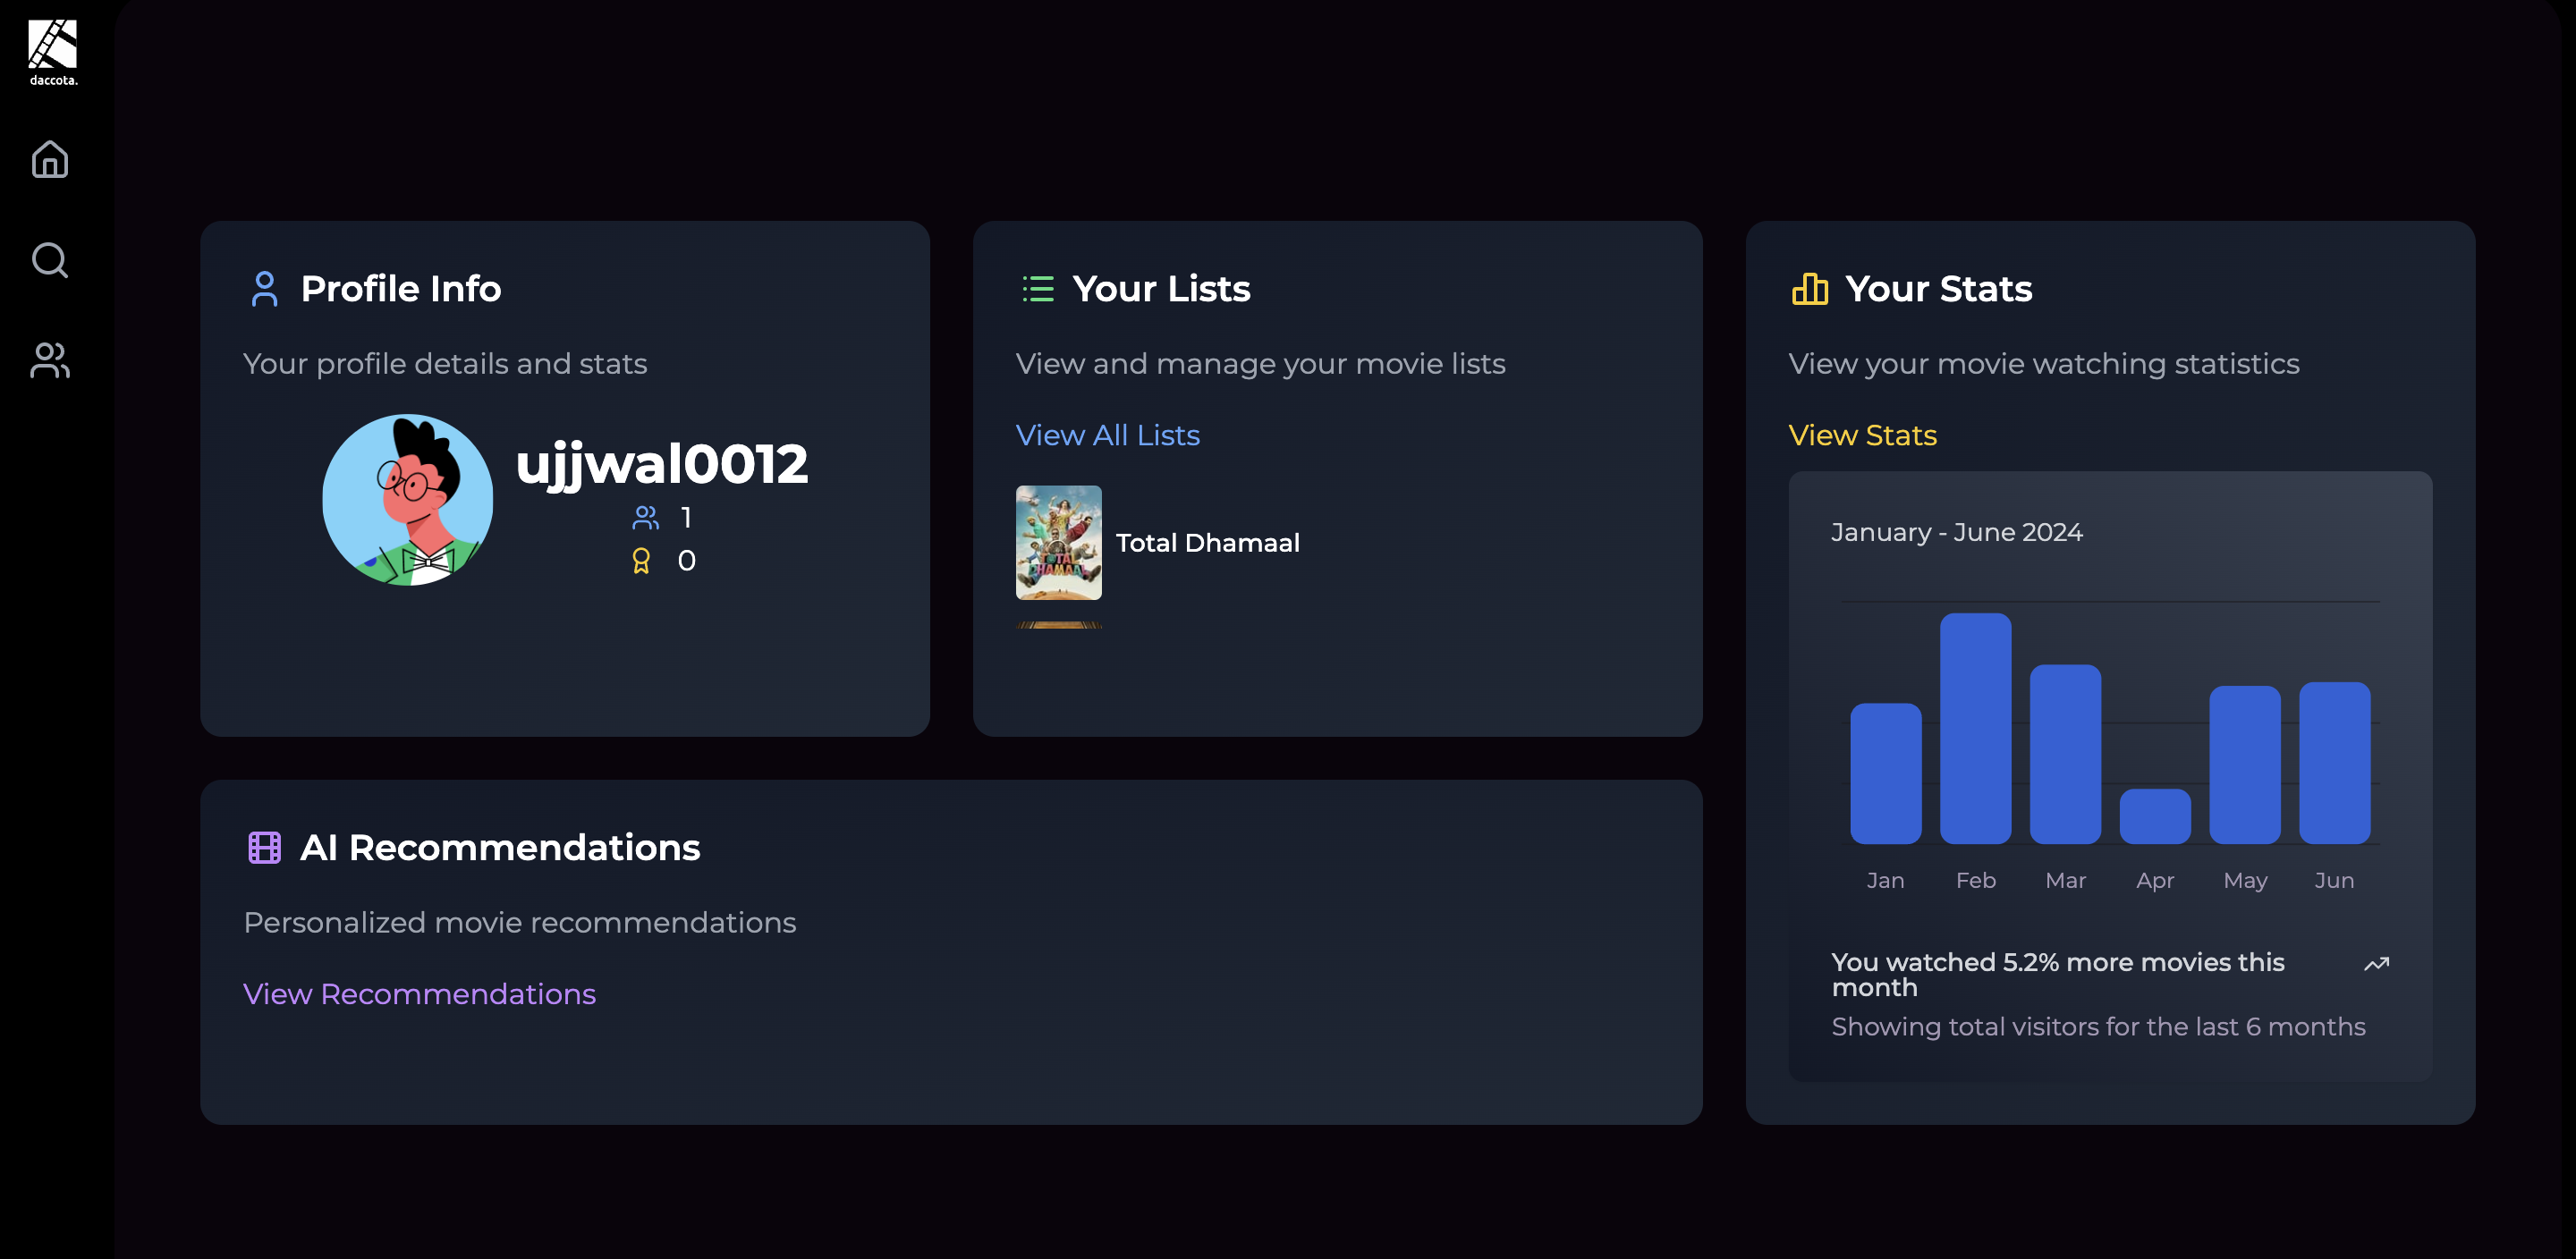 daccota.
Profile Info
Your profile details and stats
ujjwal0012
1
0
Your Lists
View and manage your movie lists
View All Lists
TOTAL
DHAMAAL
Total Dhamaal
Your Stats
View your movie watching statistics
View Stats
January - June 2024
Jan Feb Mar Apr May Jun
You watched 5.2% more movies this
month
Showing total visitors for the last 6 months
AI Recommendations
Personalized movie recommendations
View Recommendations